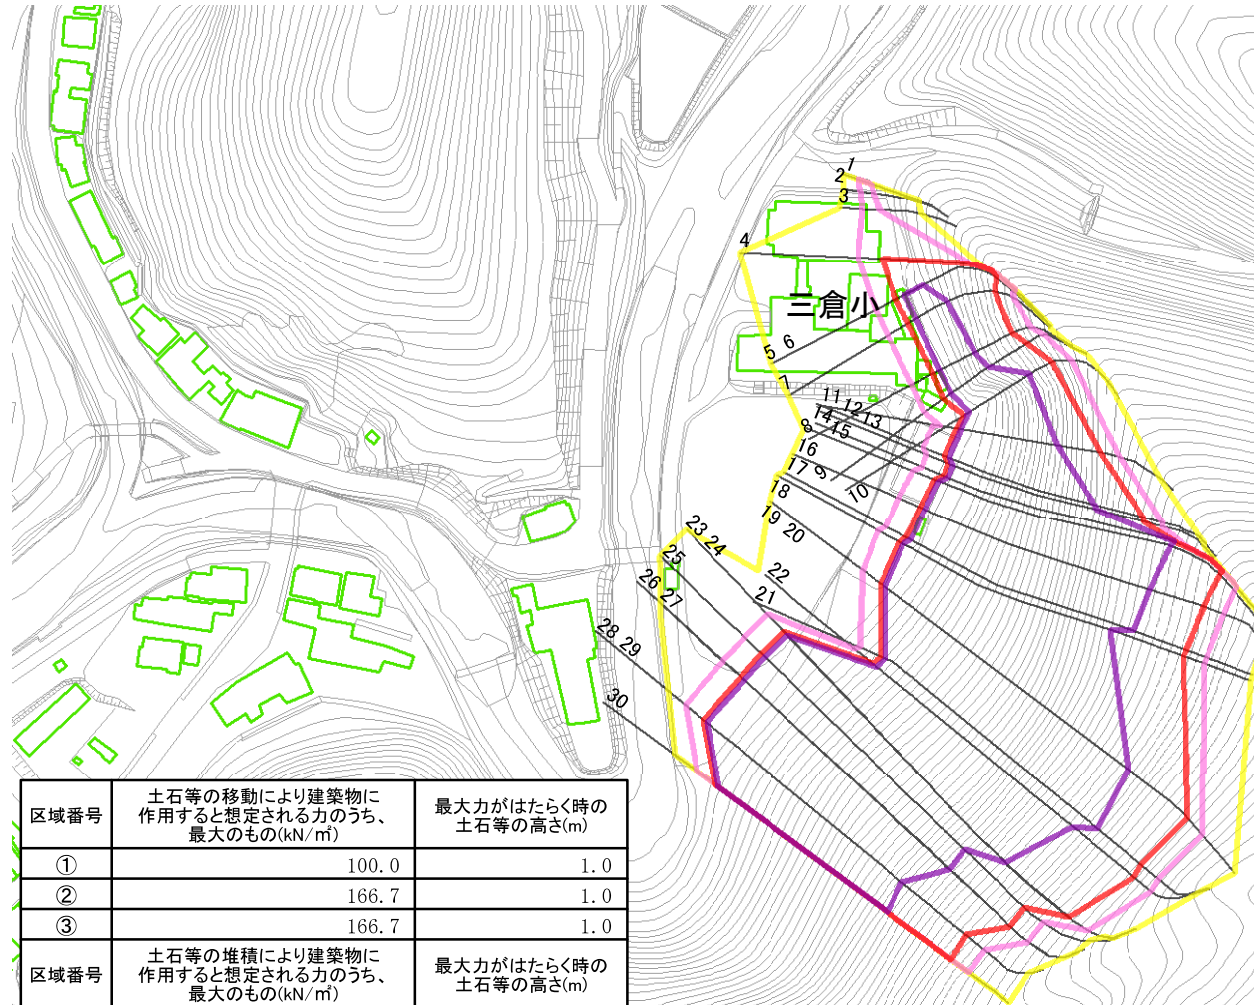 1
2
3
4
三倉小
5 6
7
8
9
10
11 12 13
14
15
16
17
18
19 20
23 24
25
22
21
26 27
28 29
30
区域番号
土石等の移動により建築物に
作用すると想定される力のうち、
最大のもの(kN/㎡)
最大力がはたらく時の
土石等の高さ(m)
① 100.0 1.0
② 166.7 1.0
③ 166.7 1.0
区域番号
土石等の堆積により建築物に
作用すると想定される力のうち、
最大のもの(kN/㎡)
最大力がはたらく時の
土石等の高さ(m)